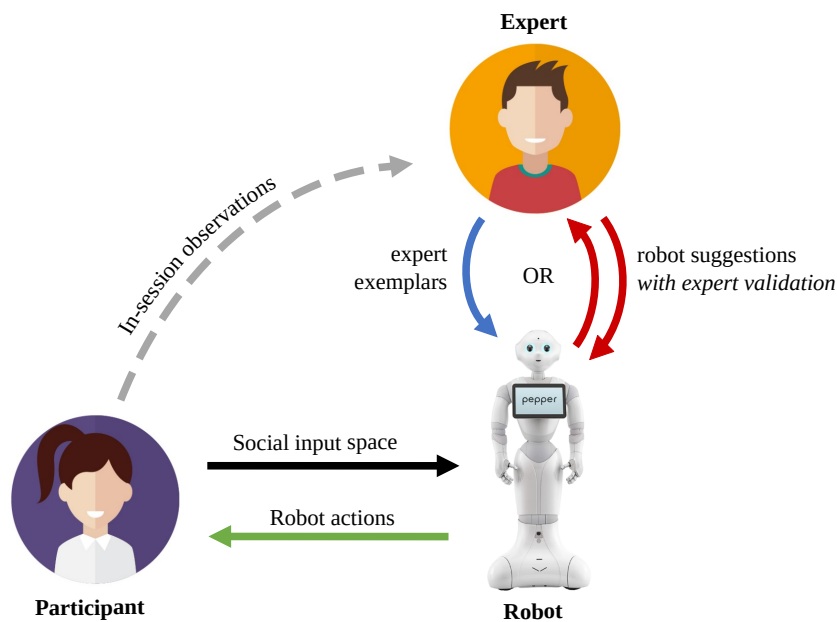 Expert
In-session observations
expert
exemplars
OR
robot suggestions
with expert validation
pepper
Social input space
Robot actions
Participant
Robot